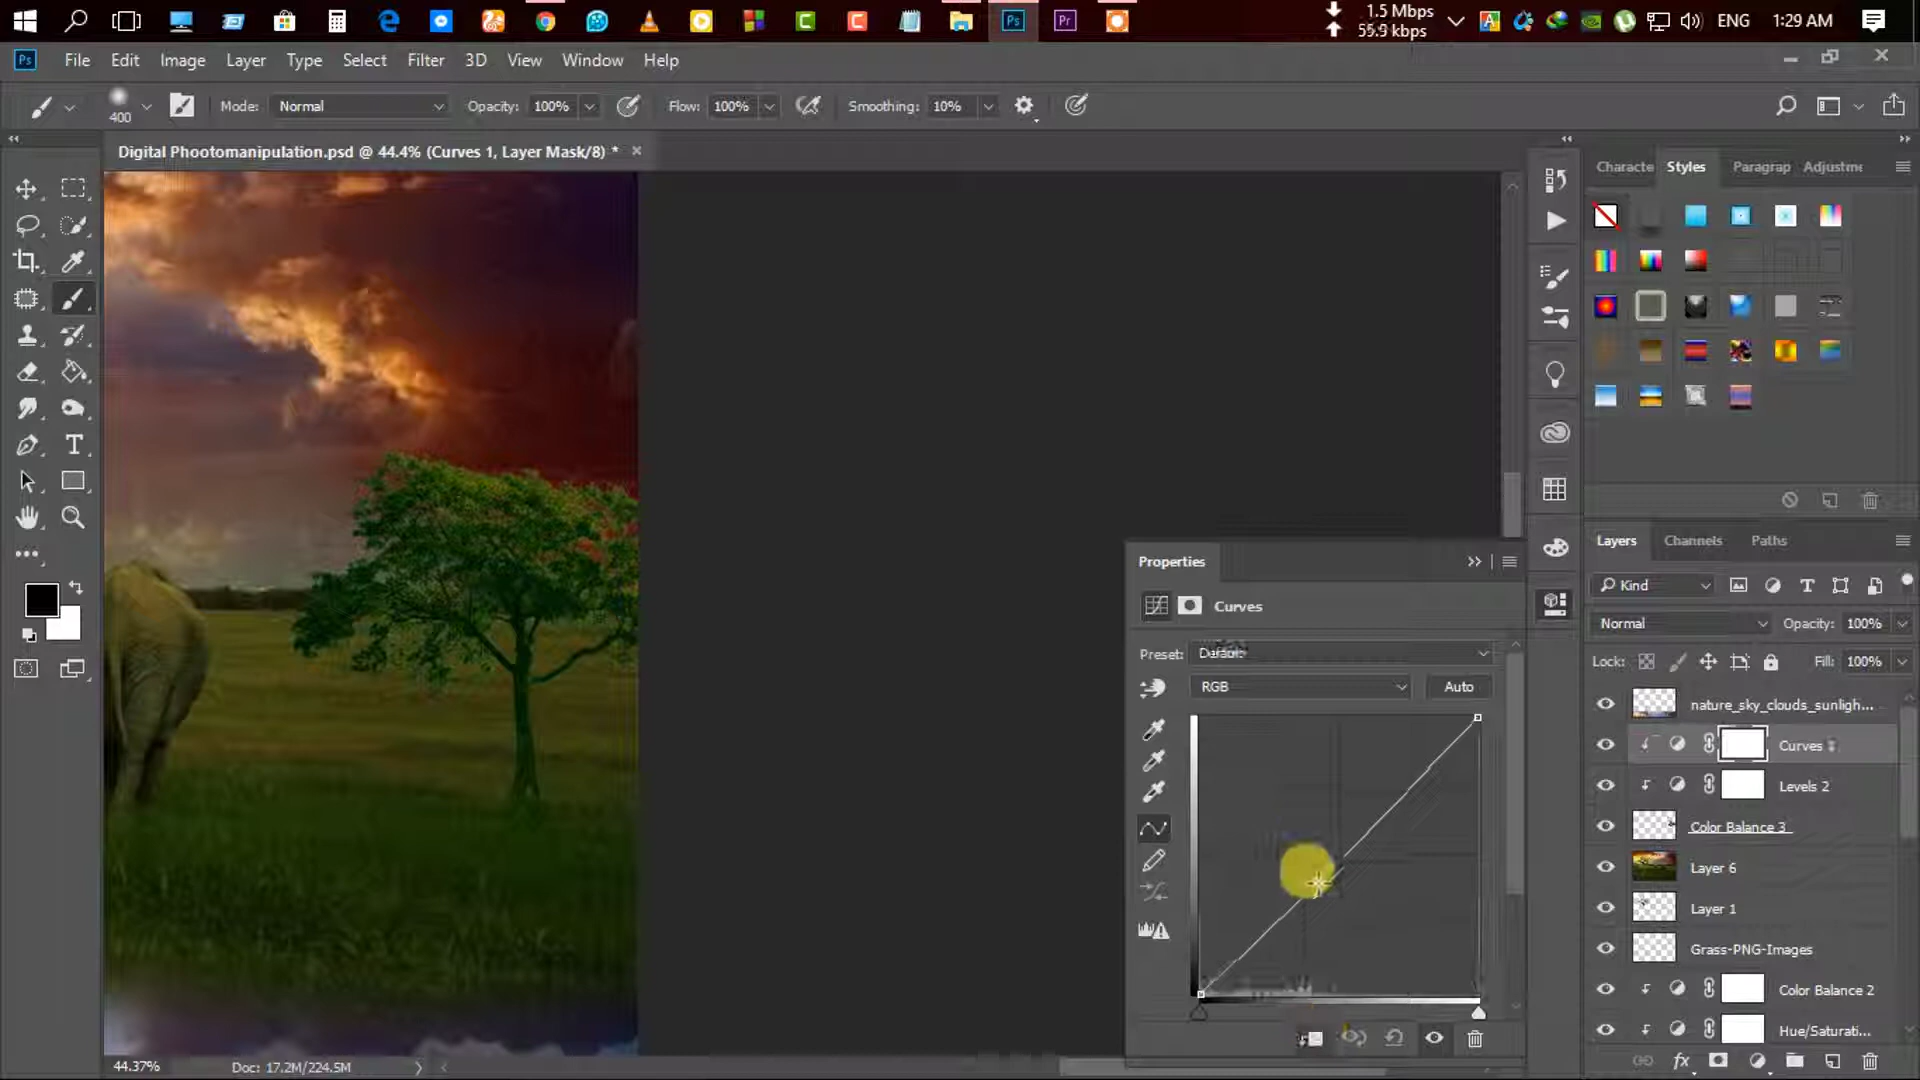 1.5 Mbps
55.9 kbps
ENG
1:29 AM
Ps
File Edit Image Layer Type Select Filter 3D View Window Help
400
Mode: Normal
Opacity: 100%
Flow: 100%
Smoothing: 10%
Digital Phootomanipulation.psd @ 44.4% (Curves 1, Layer Mask/8) *
Characte Styles Paragrap Adjustme
Properties
Curves
Preset: Default
RGB
Auto
Layers Channels Paths
Kind
Normal
Opacity: 100%
Lock:
Fill: 100%
nature_sky_clouds_sunligh...
Curves
Levels 2
Color Balance 3
Layer 6
Layer 1
Grass-PNG-Images
Color Balance 2
Hue/Saturati...
44.37%
Doc: 17.2M/224.5M